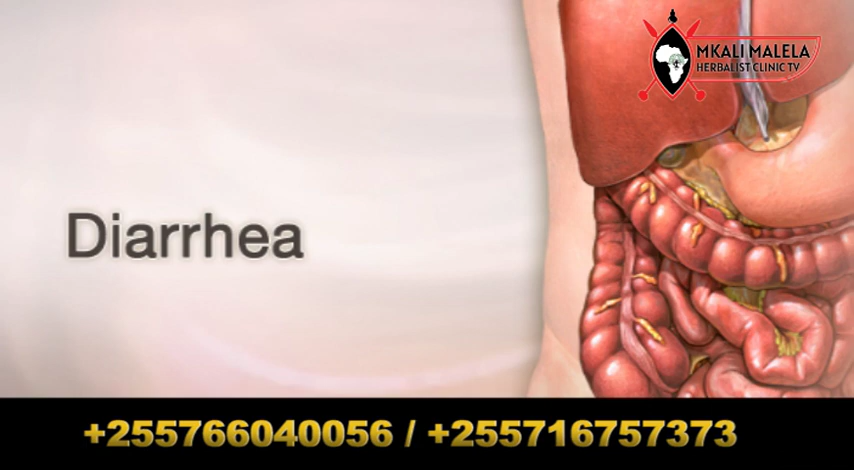 MKALI MALELA
HERBALIST CLINIC TV
Diarrhea
+255766040056 / +255716757373